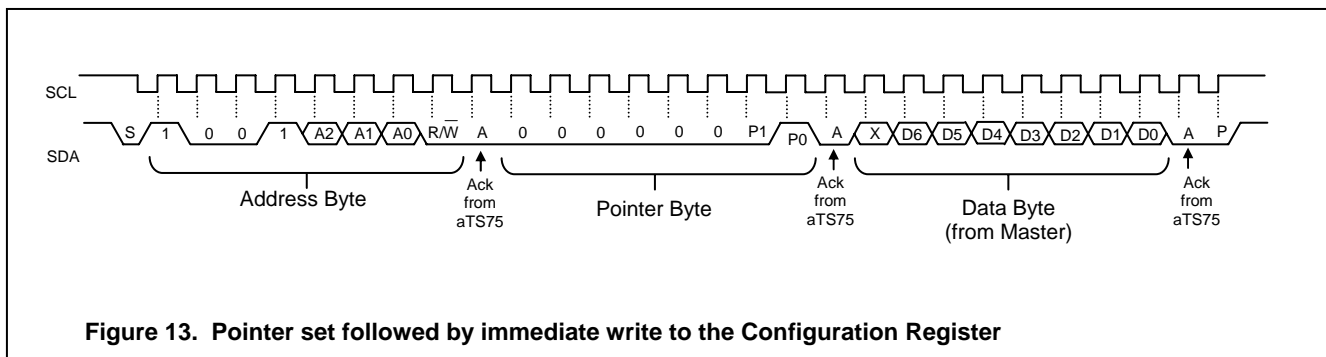 SCL
SDA
S 1 0 0 1 A2 A1 A0 R/W̅ A 0 0 0 0 0 0 P1 P0 A X D6 D5 D4 D3 D2 D1 D0 A P
Address Byte
Ack
from
aTS75
Pointer Byte
Ack
from
aTS75
Data Byte
(from Master)
Ack
from
aTS75
Figure 13. Pointer set followed by immediate write to the Configuration Register